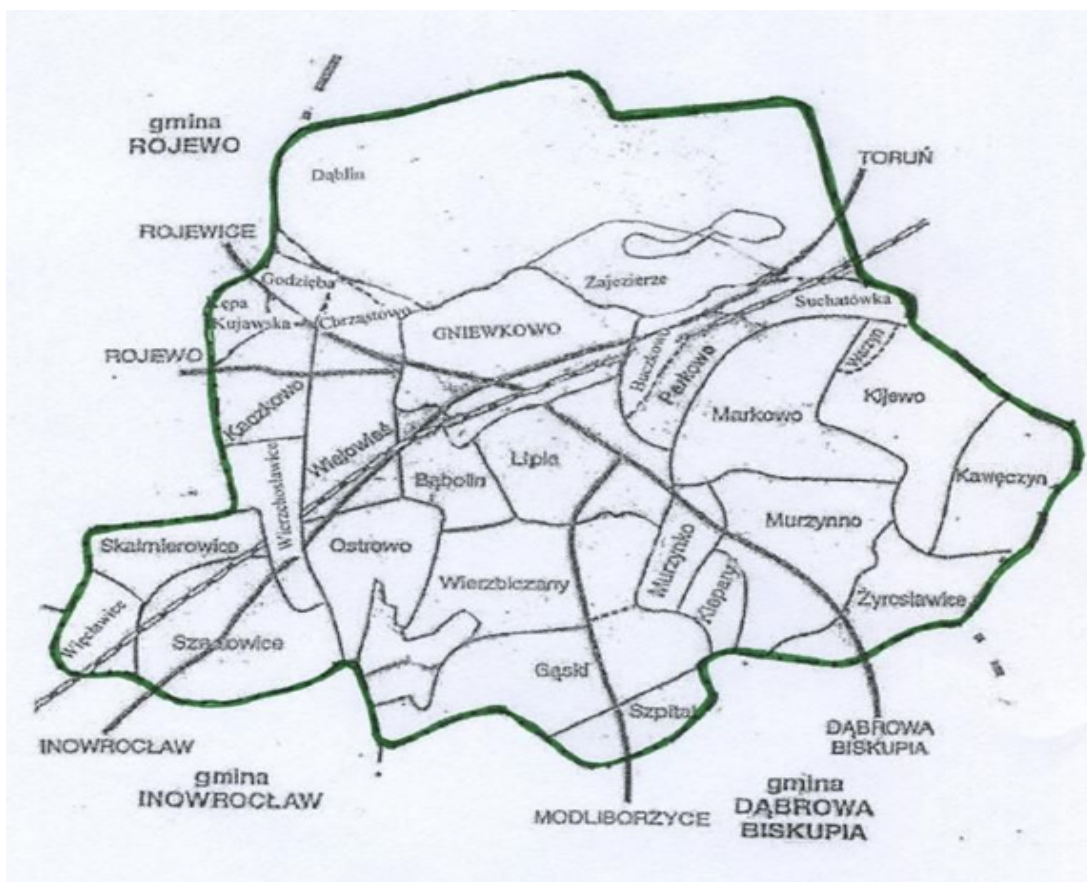 gmina
ROJEWO
TORUŃ
Dąblin
ROJEWICE
Godzięba
Zajezierze
Suchatówka
Kępa
Kujawska
Chrząstowo
GNIEWKOWO
ROJEWO
Buczkowo
Perkowo
Kijewo
Kaczkowo
Markowo
Wielowieś
Lipia
Wierzchosławice
Bąbolin
Kawęczyn
Skalmierowice
Ostrowo
Murzynno
Wierzbiczany
Murzynko
Klepary
Żyrosławice
Więcławice
Szadłowice
Gąski
Szpital
INOWROCŁAW
DĄBROWA
BISKUPIA
gmina
INOWROCŁAW
gmina
DĄBROWA
BISKUPIA
MODLIBORZYCE